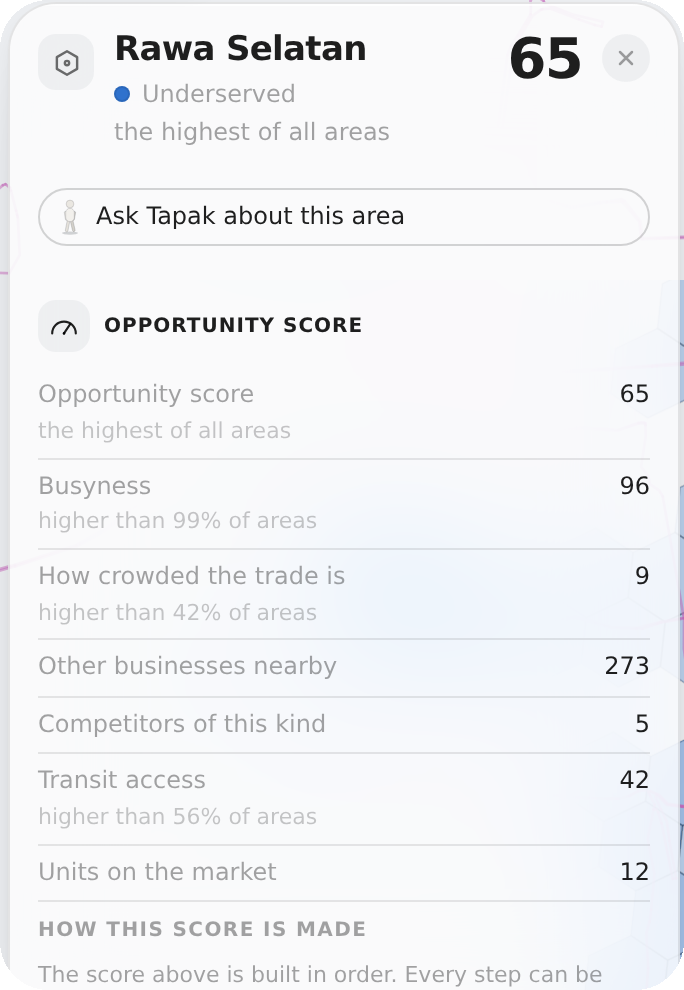 Rawa Selatan
65
Underserved
the highest of all areas
Ask Tapak about this area
OPPORTUNITY SCORE
Opportunity score 65
the highest of all areas
Busyness 96
higher than 99% of areas
How crowded the trade is 9
higher than 42% of areas
Other businesses nearby 273
Competitors of this kind 5
Transit access 42
higher than 56% of areas
Units on the market 12
HOW THIS SCORE IS MADE
The score above is built in order. Every step can be